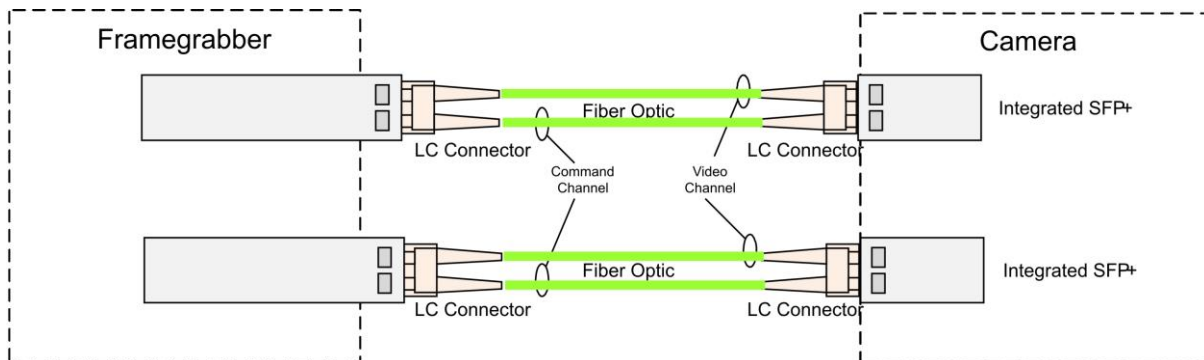 Framegrabber
Camera
Fiber Optic
Integrated SFP+
LC Connector
LC Connector
Command
Channel
Video
Channel
Fiber Optic
Integrated SFP+
LC Connector
LC Connector